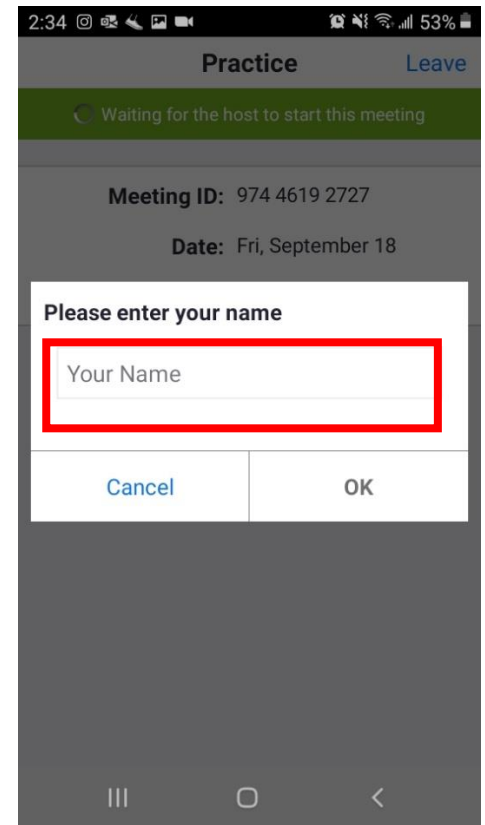 2:34 53%
Practice Leave
Waiting for the host to start this meeting
Meeting ID: 974 4619 2727
Date: Fri, September 18
Please enter your name
Your Name
Cancel OK